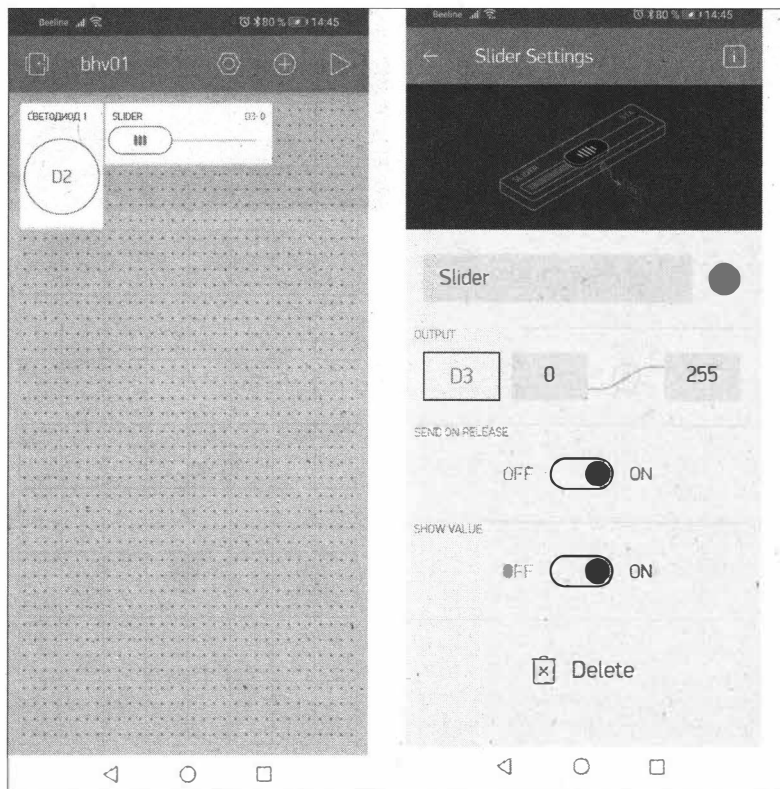 Beeline 80 % 14:45
bhv01
СВЕТОДИОД 1 SLIDER D3 0
D2
Beeline 80 % 14:45
← Slider Settings i
SLIDER
Slider
OUTPUT
D3 0 255
SEND ON RELEASE
OFF ON
SHOW VALUE
OFF ON
Delete